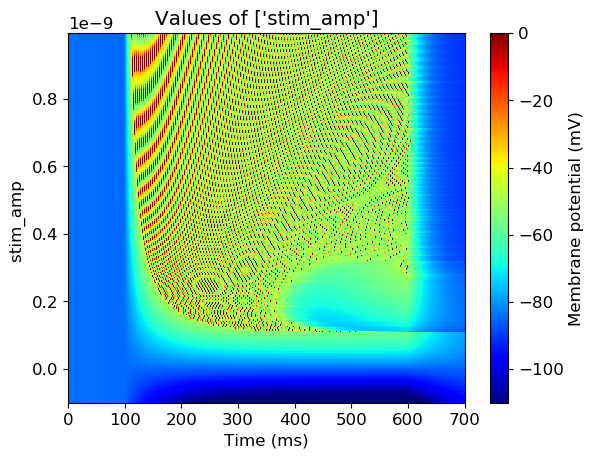 Values of ['stim_amp']
1e−9
0.8
0.6
0.4
0.2
0.0
stim_amp
0 100 200 300 400 500 600 700
Time (ms)
0
−20
−40
−60
−80
−100
Membrane potential (mV)